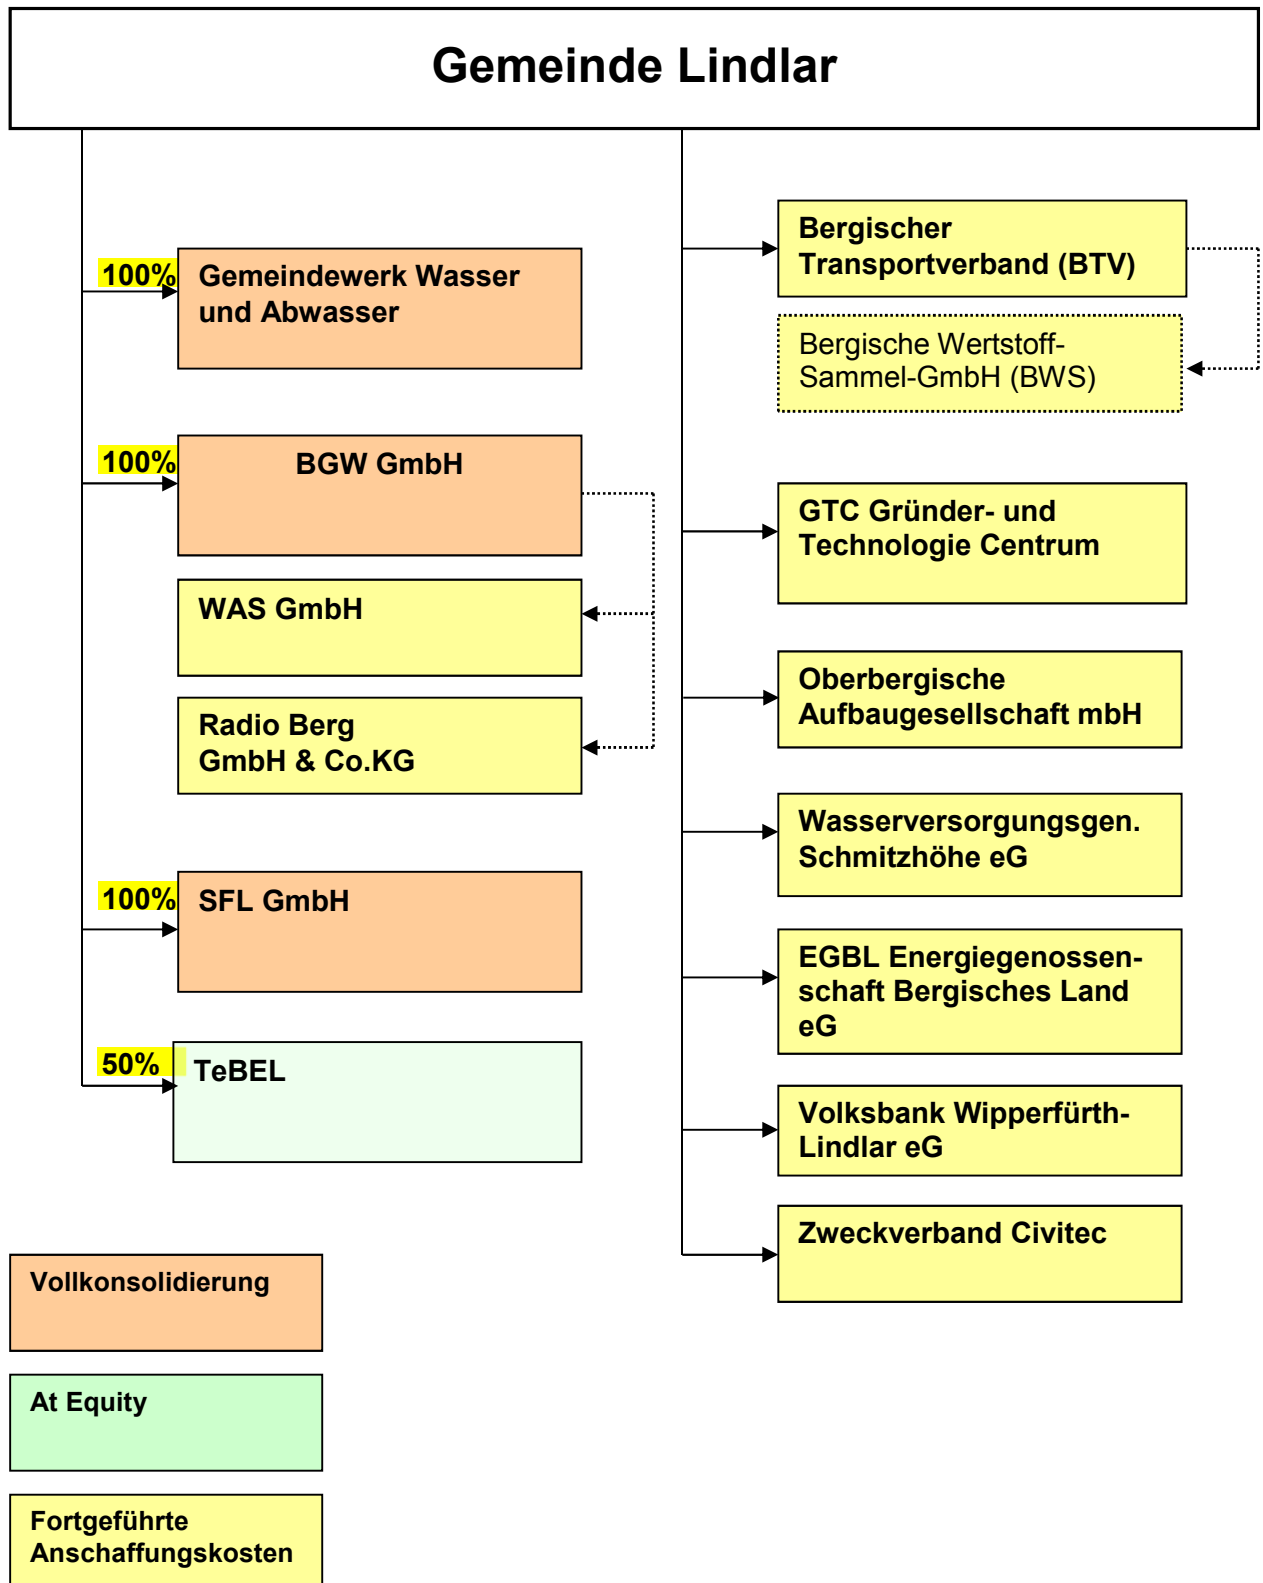 Gemeinde Lindlar
100%
Gemeindewerk Wasser
und Abwasser
100%
BGW GmbH
WAS GmbH
Radio Berg
GmbH & Co.KG
100%
SFL GmbH
50%
TeBEL
Bergischer
Transportverband (BTV)
Bergische Wertstoff-
Sammel-GmbH (BWS)
GTC Gründer- und
Technologie Centrum
Oberbergische
Aufbaugesellschaft mbH
Wasserversorgungsgen.
Schmitzhöhe eG
EGBL Energiegenossen-
schaft Bergisches Land
eG
Volksbank Wipperfürth-
Lindlar eG
Zweckverband Civitec
Vollkonsolidierung
At Equity
Fortgeführte
Anschaffungskosten